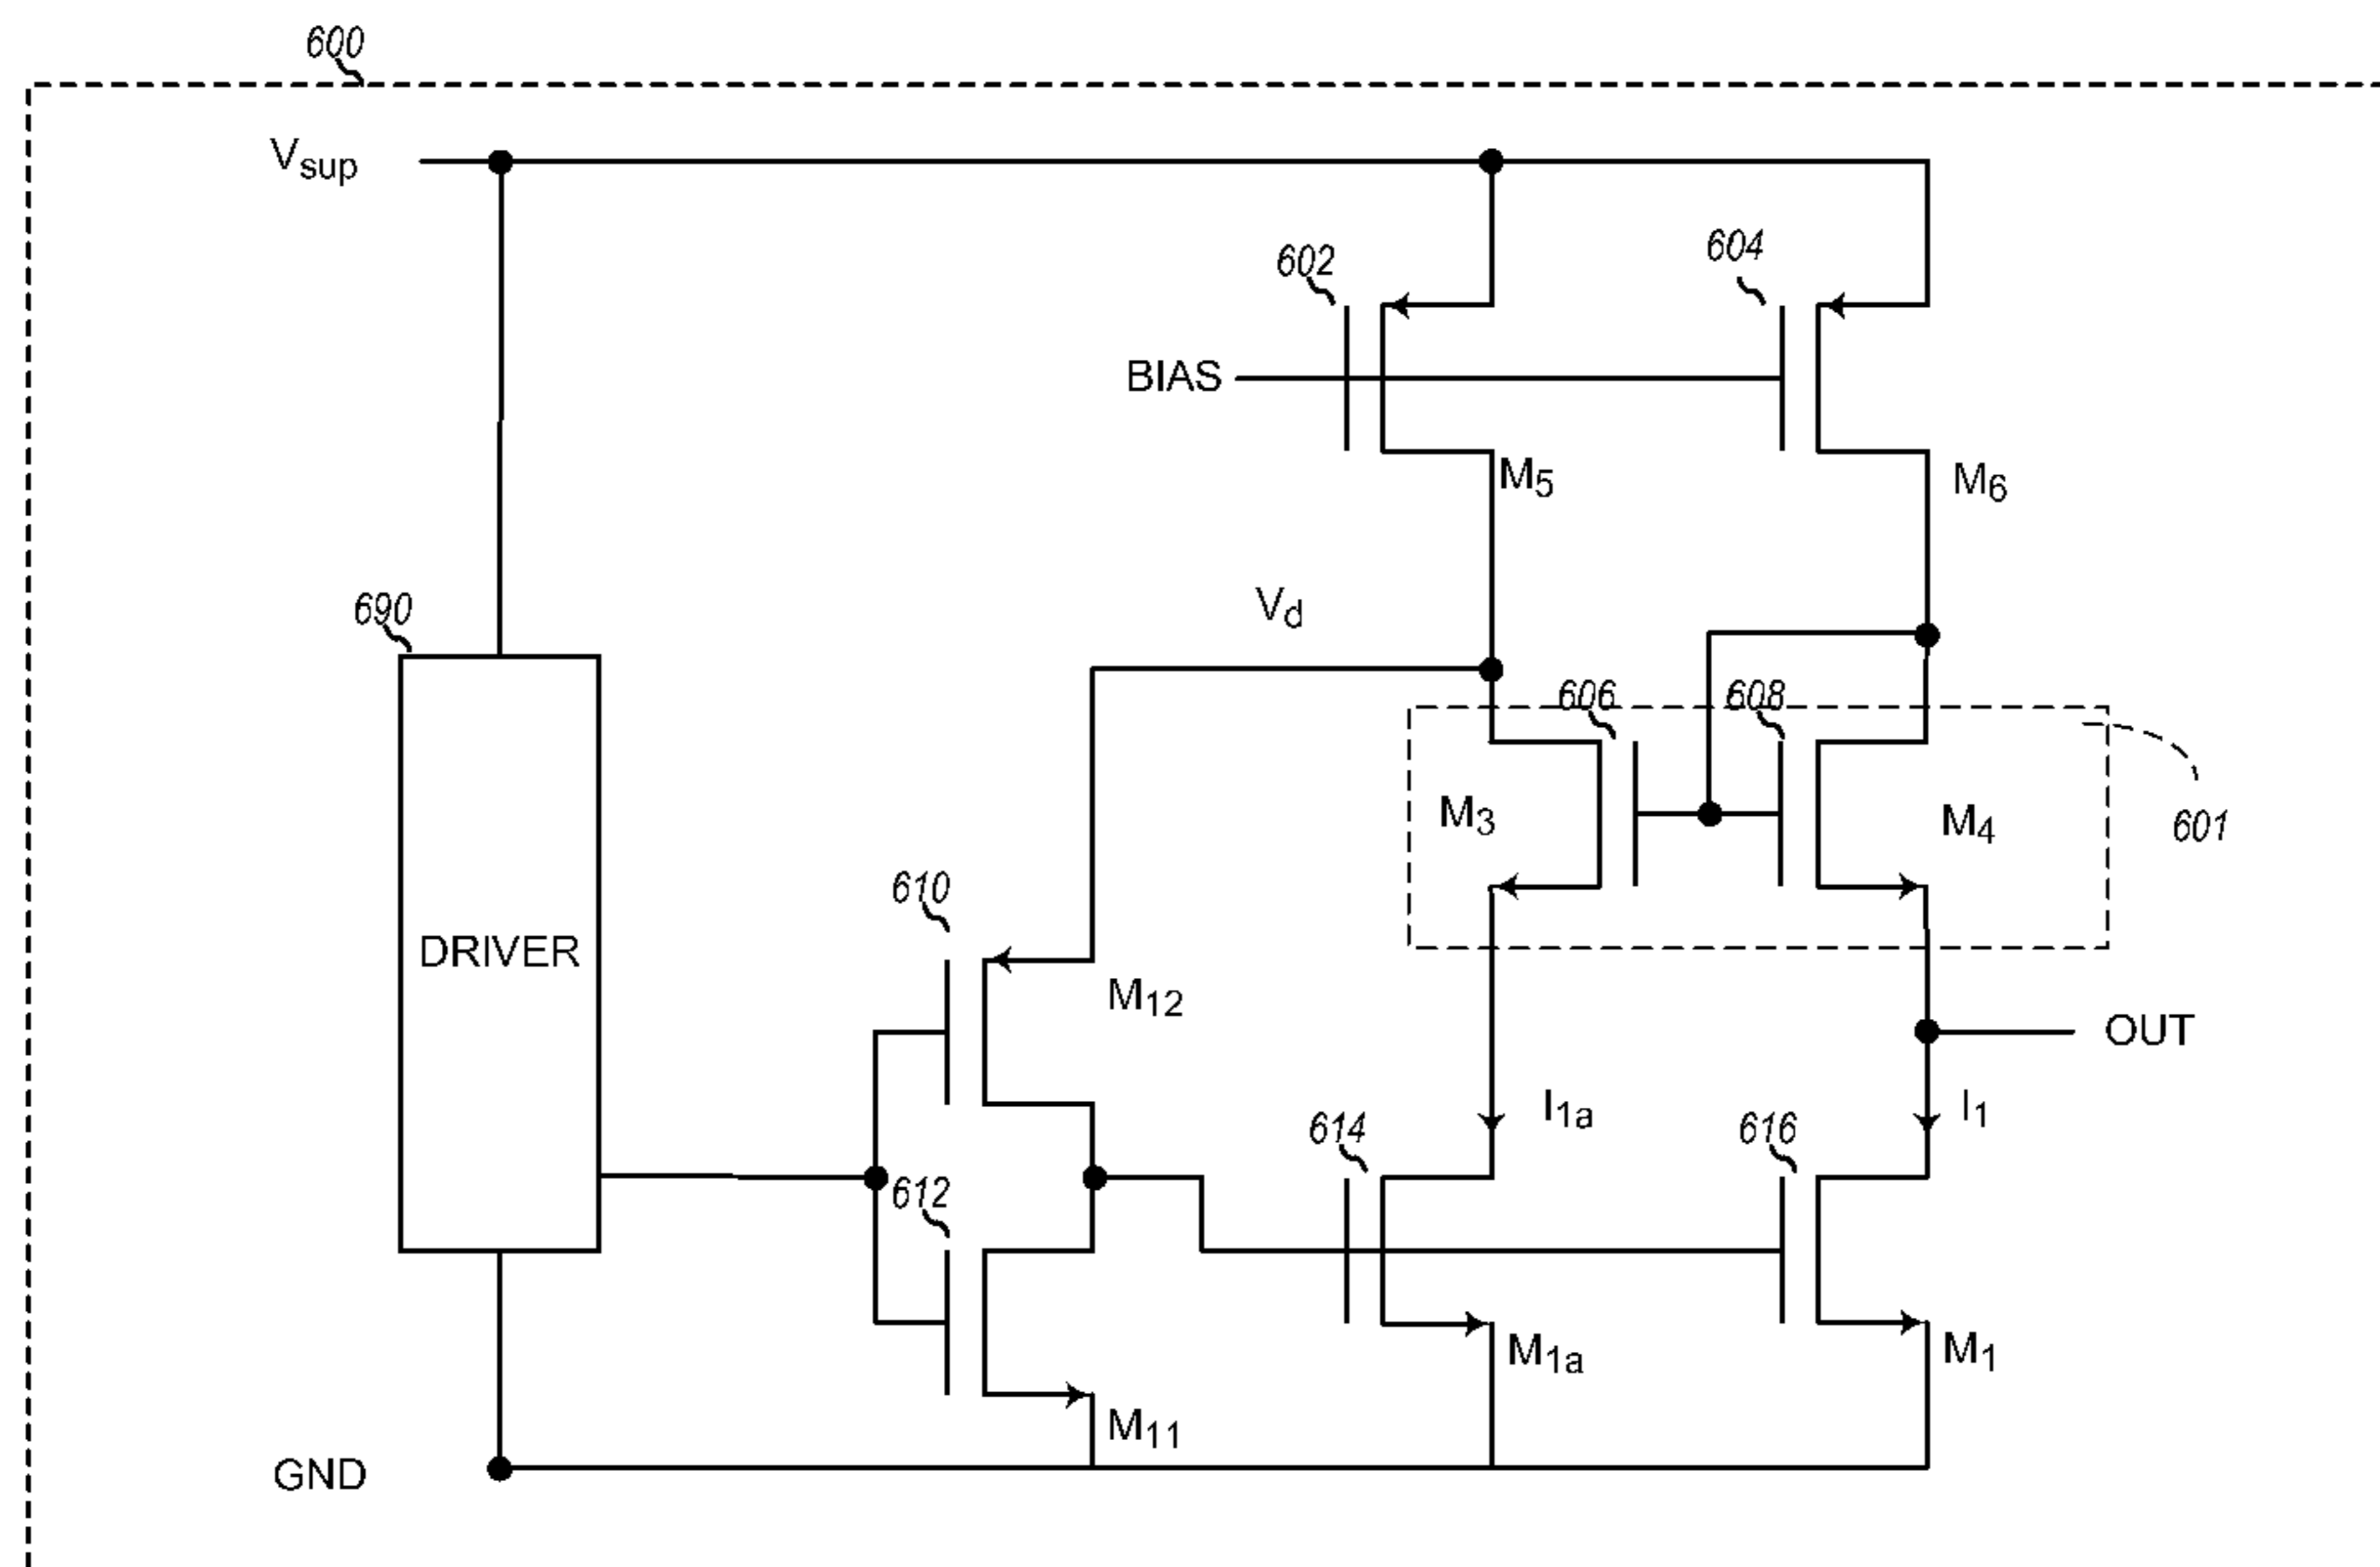 600
Vsup
602
604
BIAS
M5
M6
690
Vd
606
608
M3
M4
601
610
DRIVER
M12
OUT
614
I1a
616
I1
612
M1a
M1
M11
GND